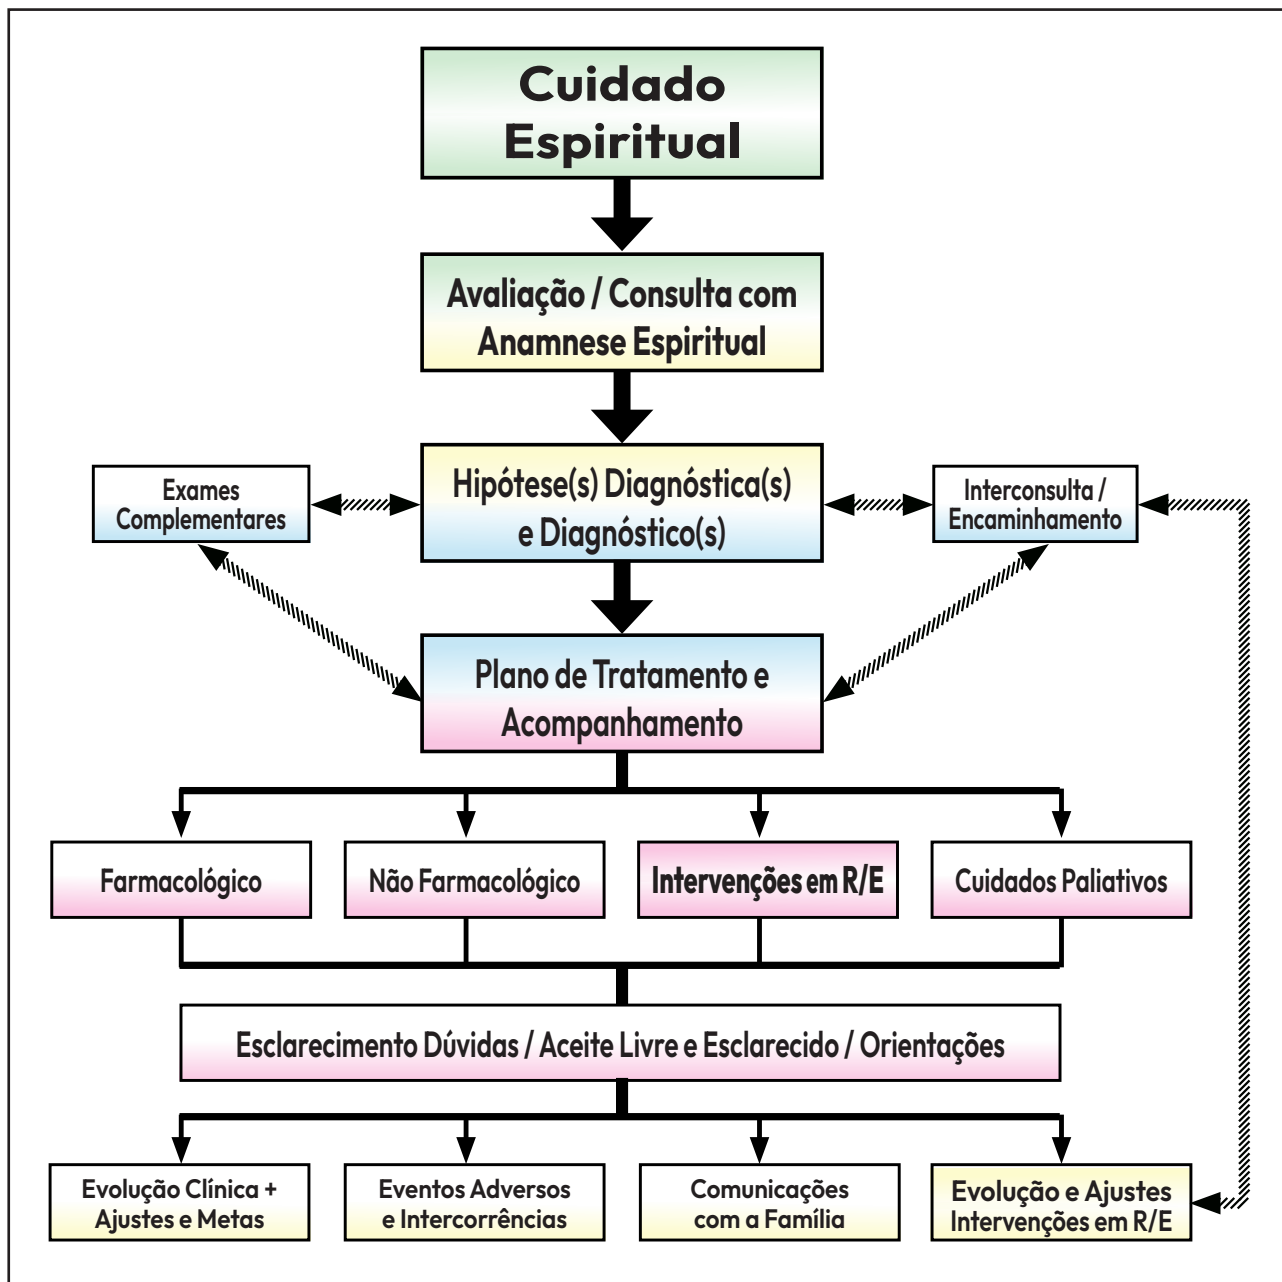 Cuidado
Espiritual
Avaliação / Consulta com
Anamnese Espiritual
Exames
Complementares
Hipótese(s) Diagnóstica(s)
e Diagnóstico(s)
Interconsulta /
Encaminhamento
Plano de Tratamento e
Acompanhamento
Farmacológico
Não Farmacológico
Intervenções em R/E
Cuidados Paliativos
Esclarecimento Dúvidas / Aceite Livre e Esclarecido / Orientações
Evolução Clínica +
Ajustes e Metas
Eventos Adversos
e Intercorrências
Comunicações
com a Família
Evolução e Ajustes
Intervenções em R/E